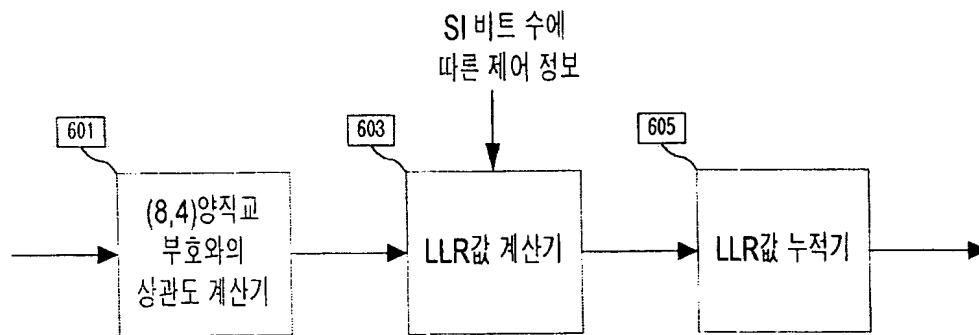 SI 비트 수에
따른 제어 정보
601
603
605
(8,4)양직교
부호와의
상관도 계산기
LLR값 계산기
LLR값 누적기